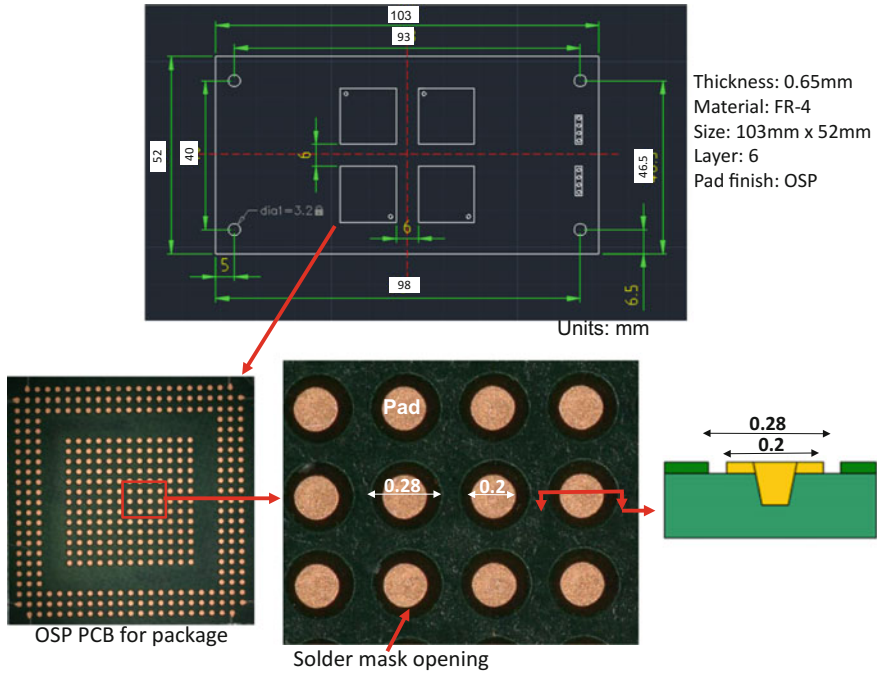 103
93
Thickness: 0.65mm
Material: FR-4
Size: 103mm x 52mm
Layer: 6
Pad finish: OSP
52
40
6
46.5
diat=3.2
6
5
98
6.5
Units: mm
Pad
0.28
0.2
0.28
0.2
OSP PCB for package
Solder mask opening